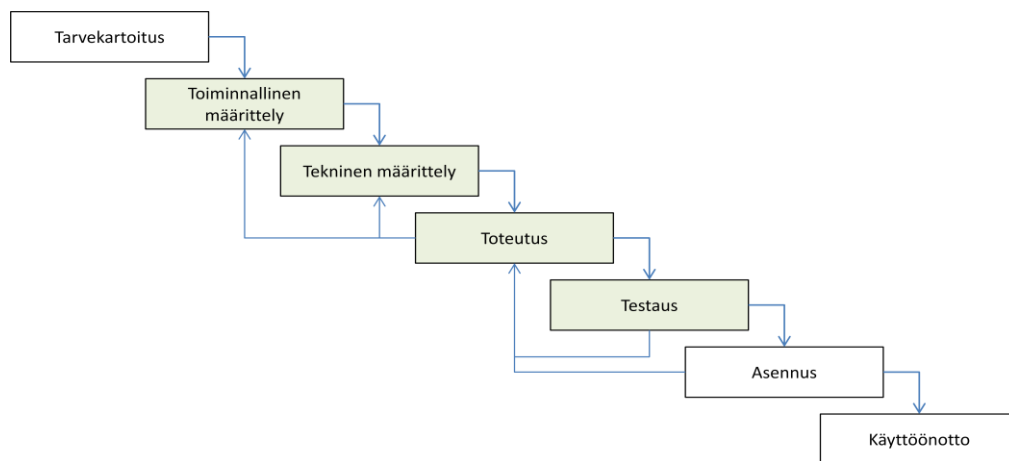 Tarvekartoitus
Toiminnallinen
määrittely
Tekninen määrittely
Toteutus
Testaus
Asennus
Käyttöönotto